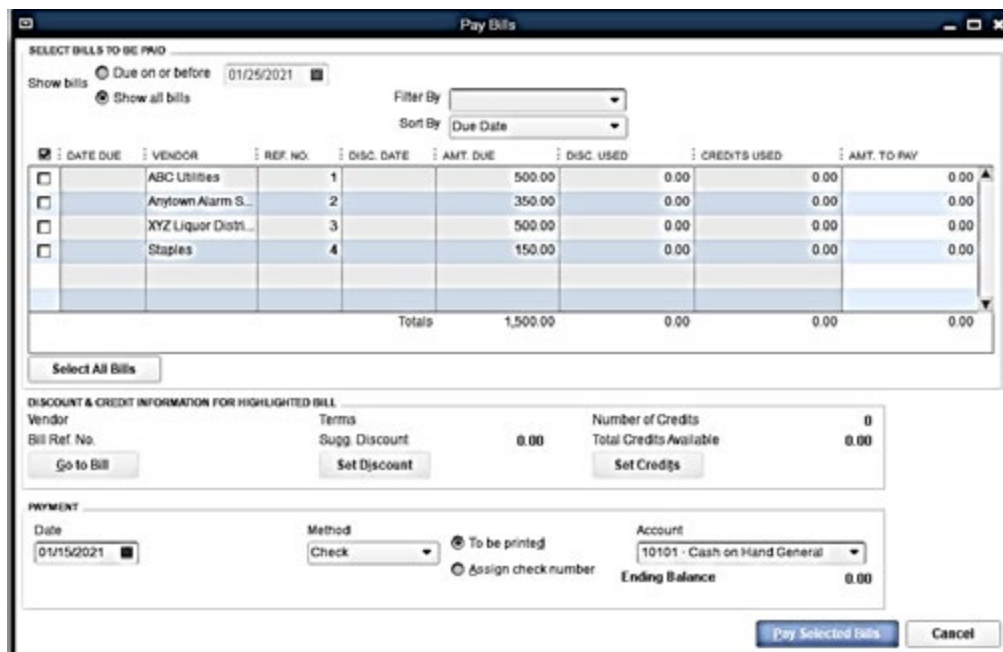 Pay Bills
SELECT BILLS TO BE PAID
Show bills
Due on or before 01/25/2021
Show all bills
Filter By
Sort By Due Date
DATE DUE VENDOR REF. NO. DISC. DATE AMT. DUE DISC. USED CREDITS USED AMT. TO PAY
ABC Utilities 1 500.00 0.00 0.00 0.00
Anytown Alarm S... 2 350.00 0.00 0.00 0.00
XYZ Liquor Distri... 3 500.00 0.00 0.00 0.00
Staples 4 150.00 0.00 0.00 0.00
Totals 1,500.00 0.00 0.00 0.00
Select All Bills
DISCOUNT & CREDIT INFORMATION FOR HIGHLIGHTED BILL
Vendor Terms Number of Credits 0
Bill Ref. No. Sugg. Discount 0.00 Total Credits Available 0.00
Go to Bill Set Discount Set Credits
PAYMENT
Date Method Account
01/15/2021 Check To be printed 10101 · Cash on Hand General
Assign check number Ending Balance 0.00
Pay Selected Bills Cancel